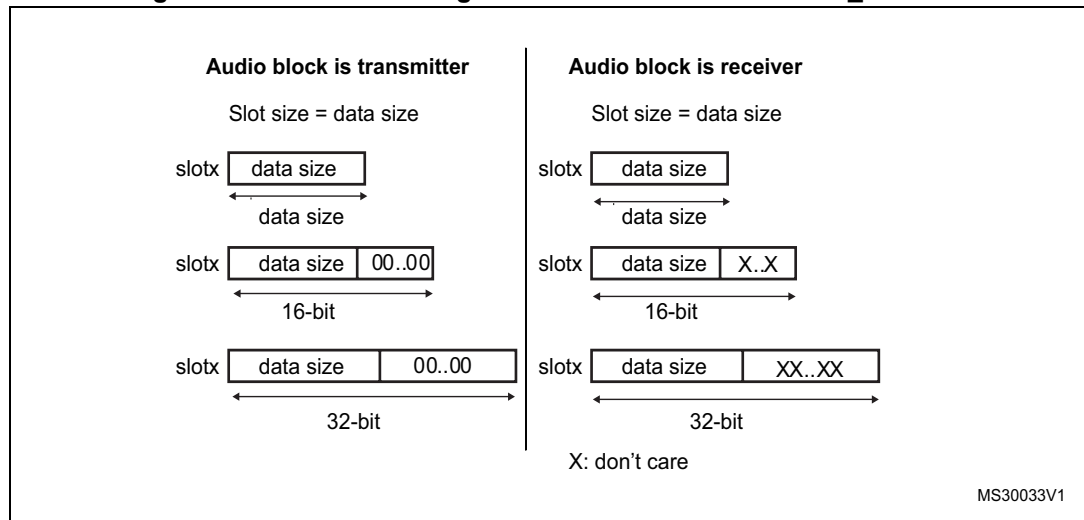 Audio block is transmitter
Slot size = data size
slotx data size
data size
slotx data size 00..00
16-bit
slotx data size 00..00
32-bit
Audio block is receiver
Slot size = data size
slotx data size
data size
slotx data size X..X
16-bit
slotx data size XX..XX
32-bit
X: don't care
MS30033V1